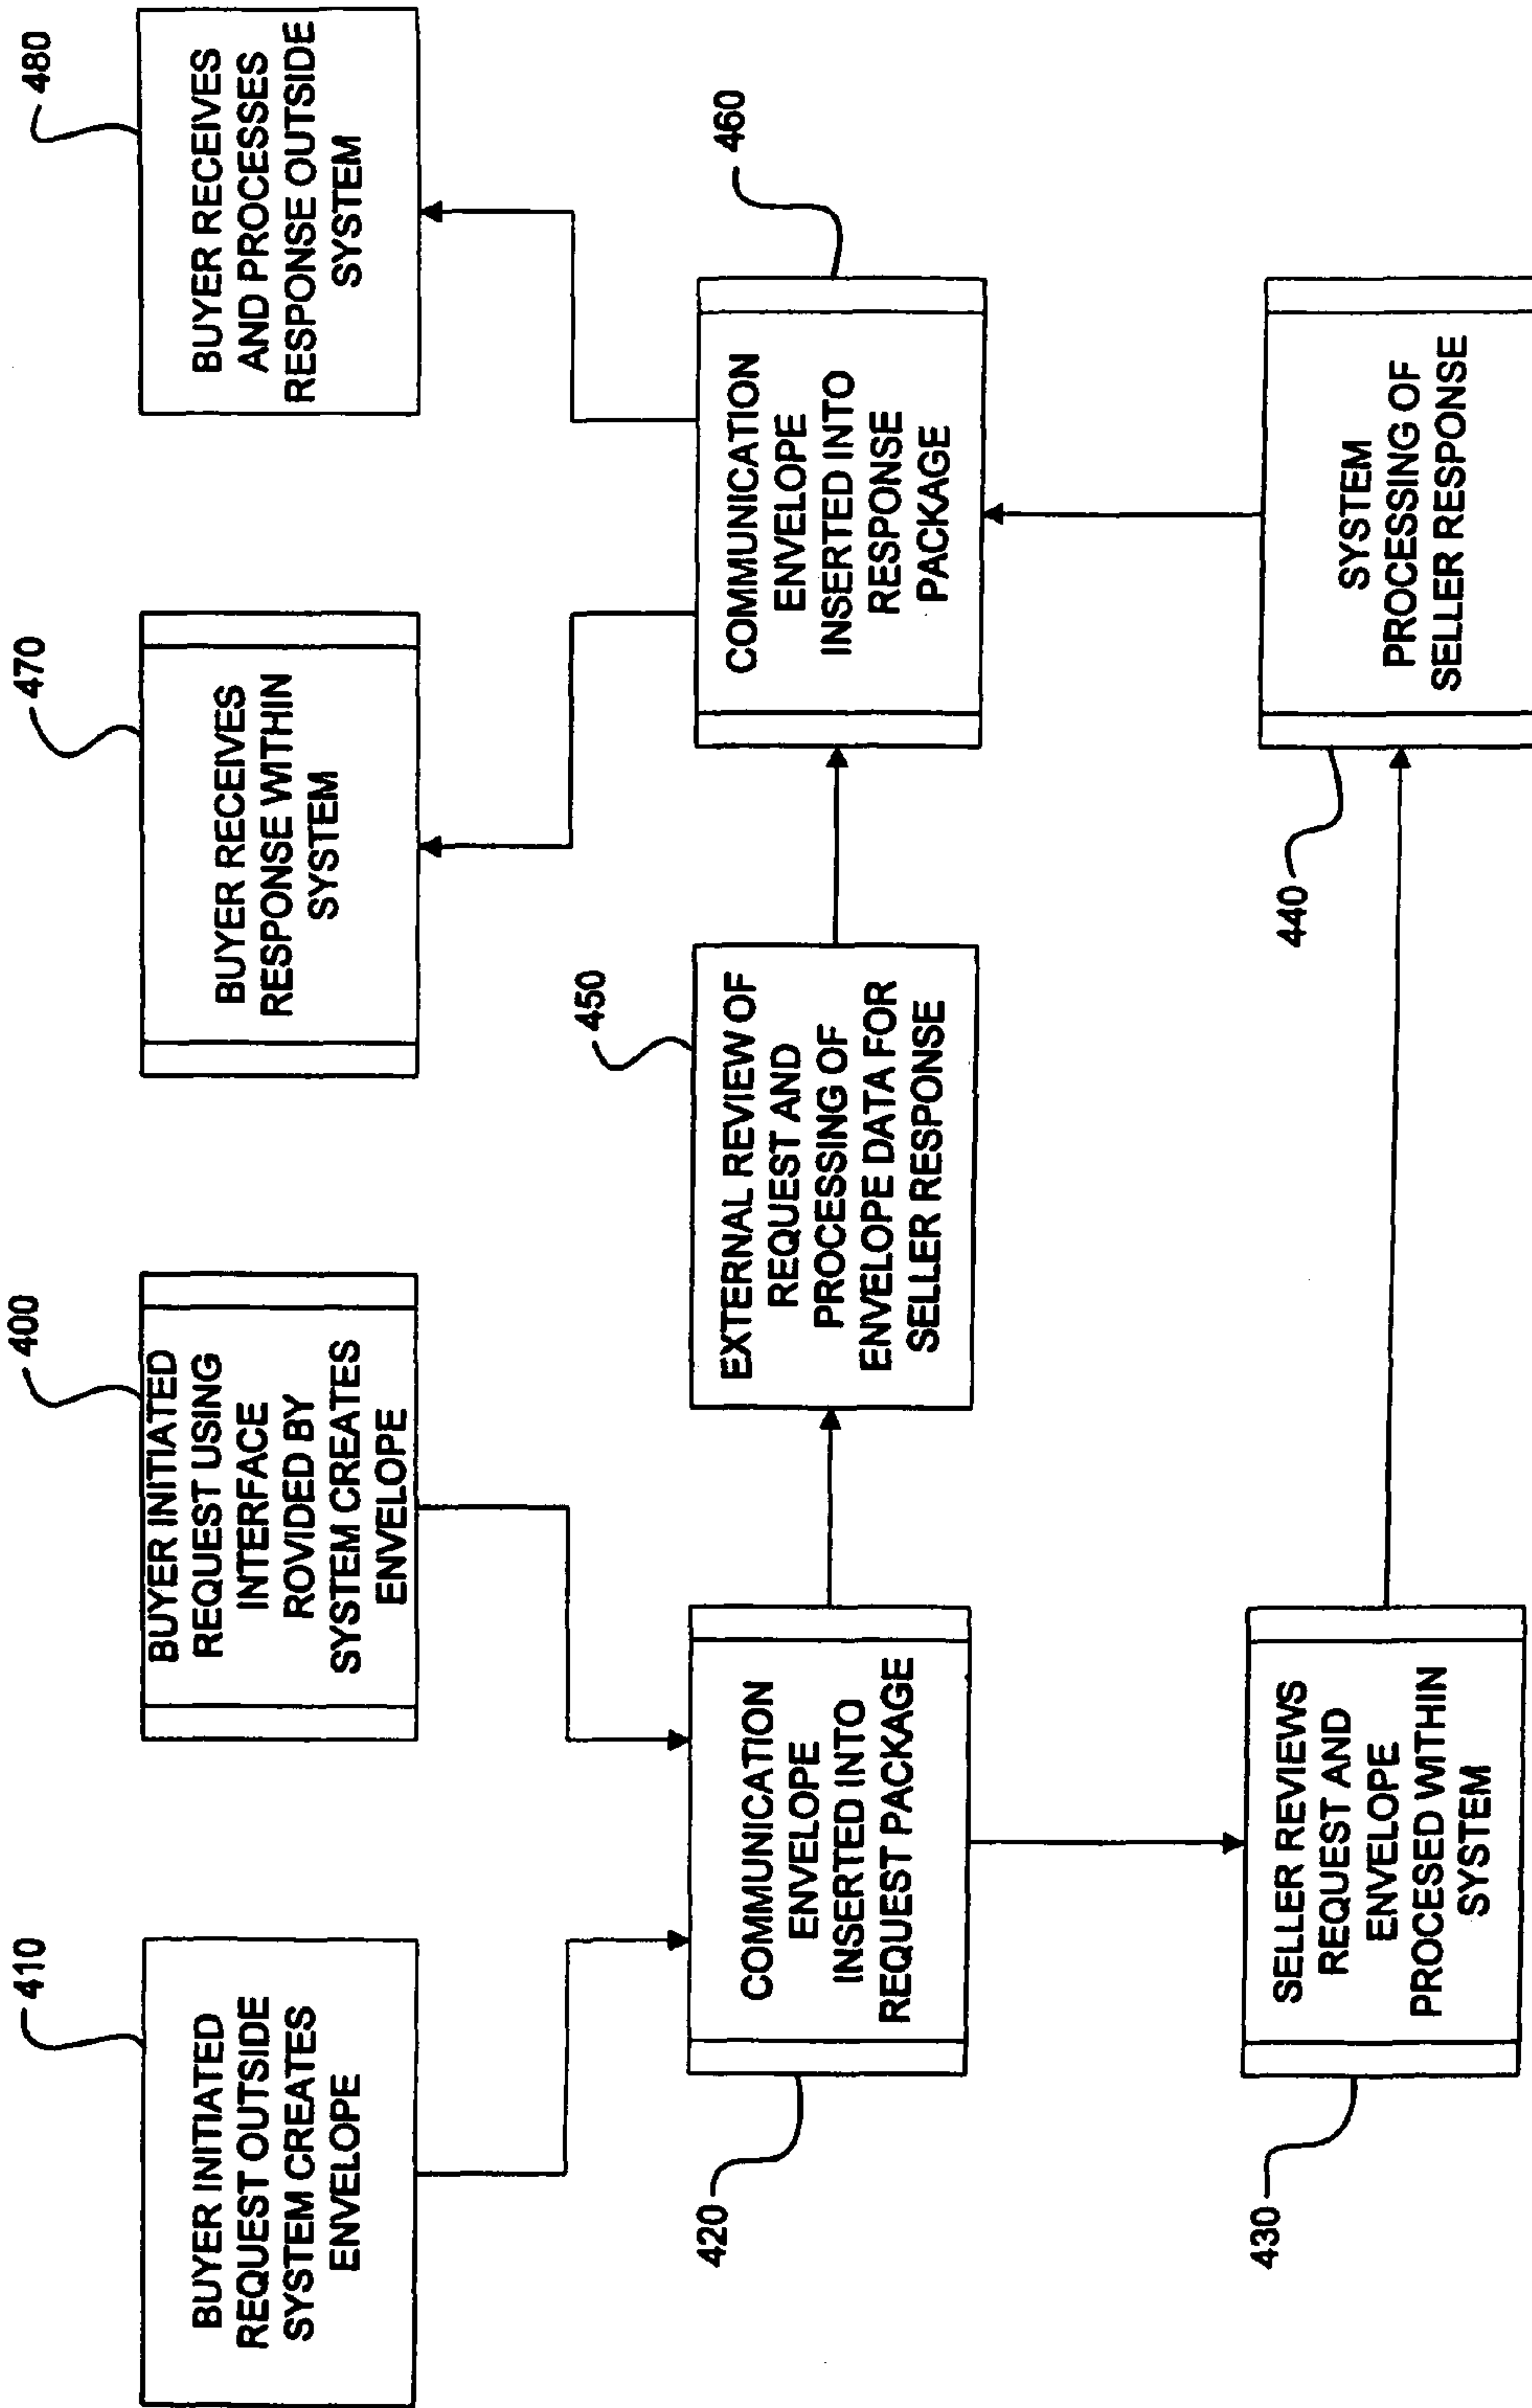 410
BUYER INITIATED
REQUEST OUTSIDE
SYSTEM CREATES
ENVELOPE
400
BUYER INITIATED
REQUEST USING
INTERFACE
ROVIDED BY
SYSTEM CREATES
ENVELOPE
470
BUYER RECEIVES
RESPONSE WITHIN
SYSTEM
480
BUYER RECEIVES
AND PROCESSES
RESPONSE OUTSIDE
SYSTEM
420
COMMUNICATION
ENVELOPE
INSERTED INTO
REQUEST PACKAGE
450
EXTERNAL REVIEW OF
REQUEST AND
PROCESSING OF
ENVELOPE DATA FOR
SELLER RESPONSE
460
COMMUNICATION
ENVELOPE
INSERTED INTO
RESPONSE
PACKAGE
430
SELLER REVIEWS
REQUEST AND
ENVELOPE
PROCESED WITHIN
SYSTEM
440
SYSTEM
PROCESSING OF
SELLER RESPONSE